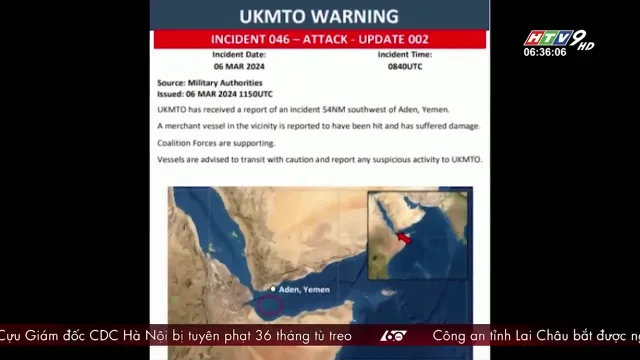 UKMTO WARNING
HTV9 HD
06:36:06
INCIDENT 046 – ATTACK - UPDATE 002
Incident Date:
06 MAR 2024
Incident Time:
0840UTC
Source: Military Authorities
Issued: 06 MAR 2024 1150UTC
UKMTO has received a report of an incident 54NM southwest of Aden, Yemen.
A merchant vessel in the vicinity is reported to have been hit and has suffered damage.
Coalition Forces are supporting.
Vessels are advised to transit with caution and report any suspicious activity to UKMTO.
Aden, Yemen
Cựu Giám đốc CDC Hà Nội bị tuyên phạt 36 tháng tù treo
60
Công an tỉnh Lai Châu bắt được